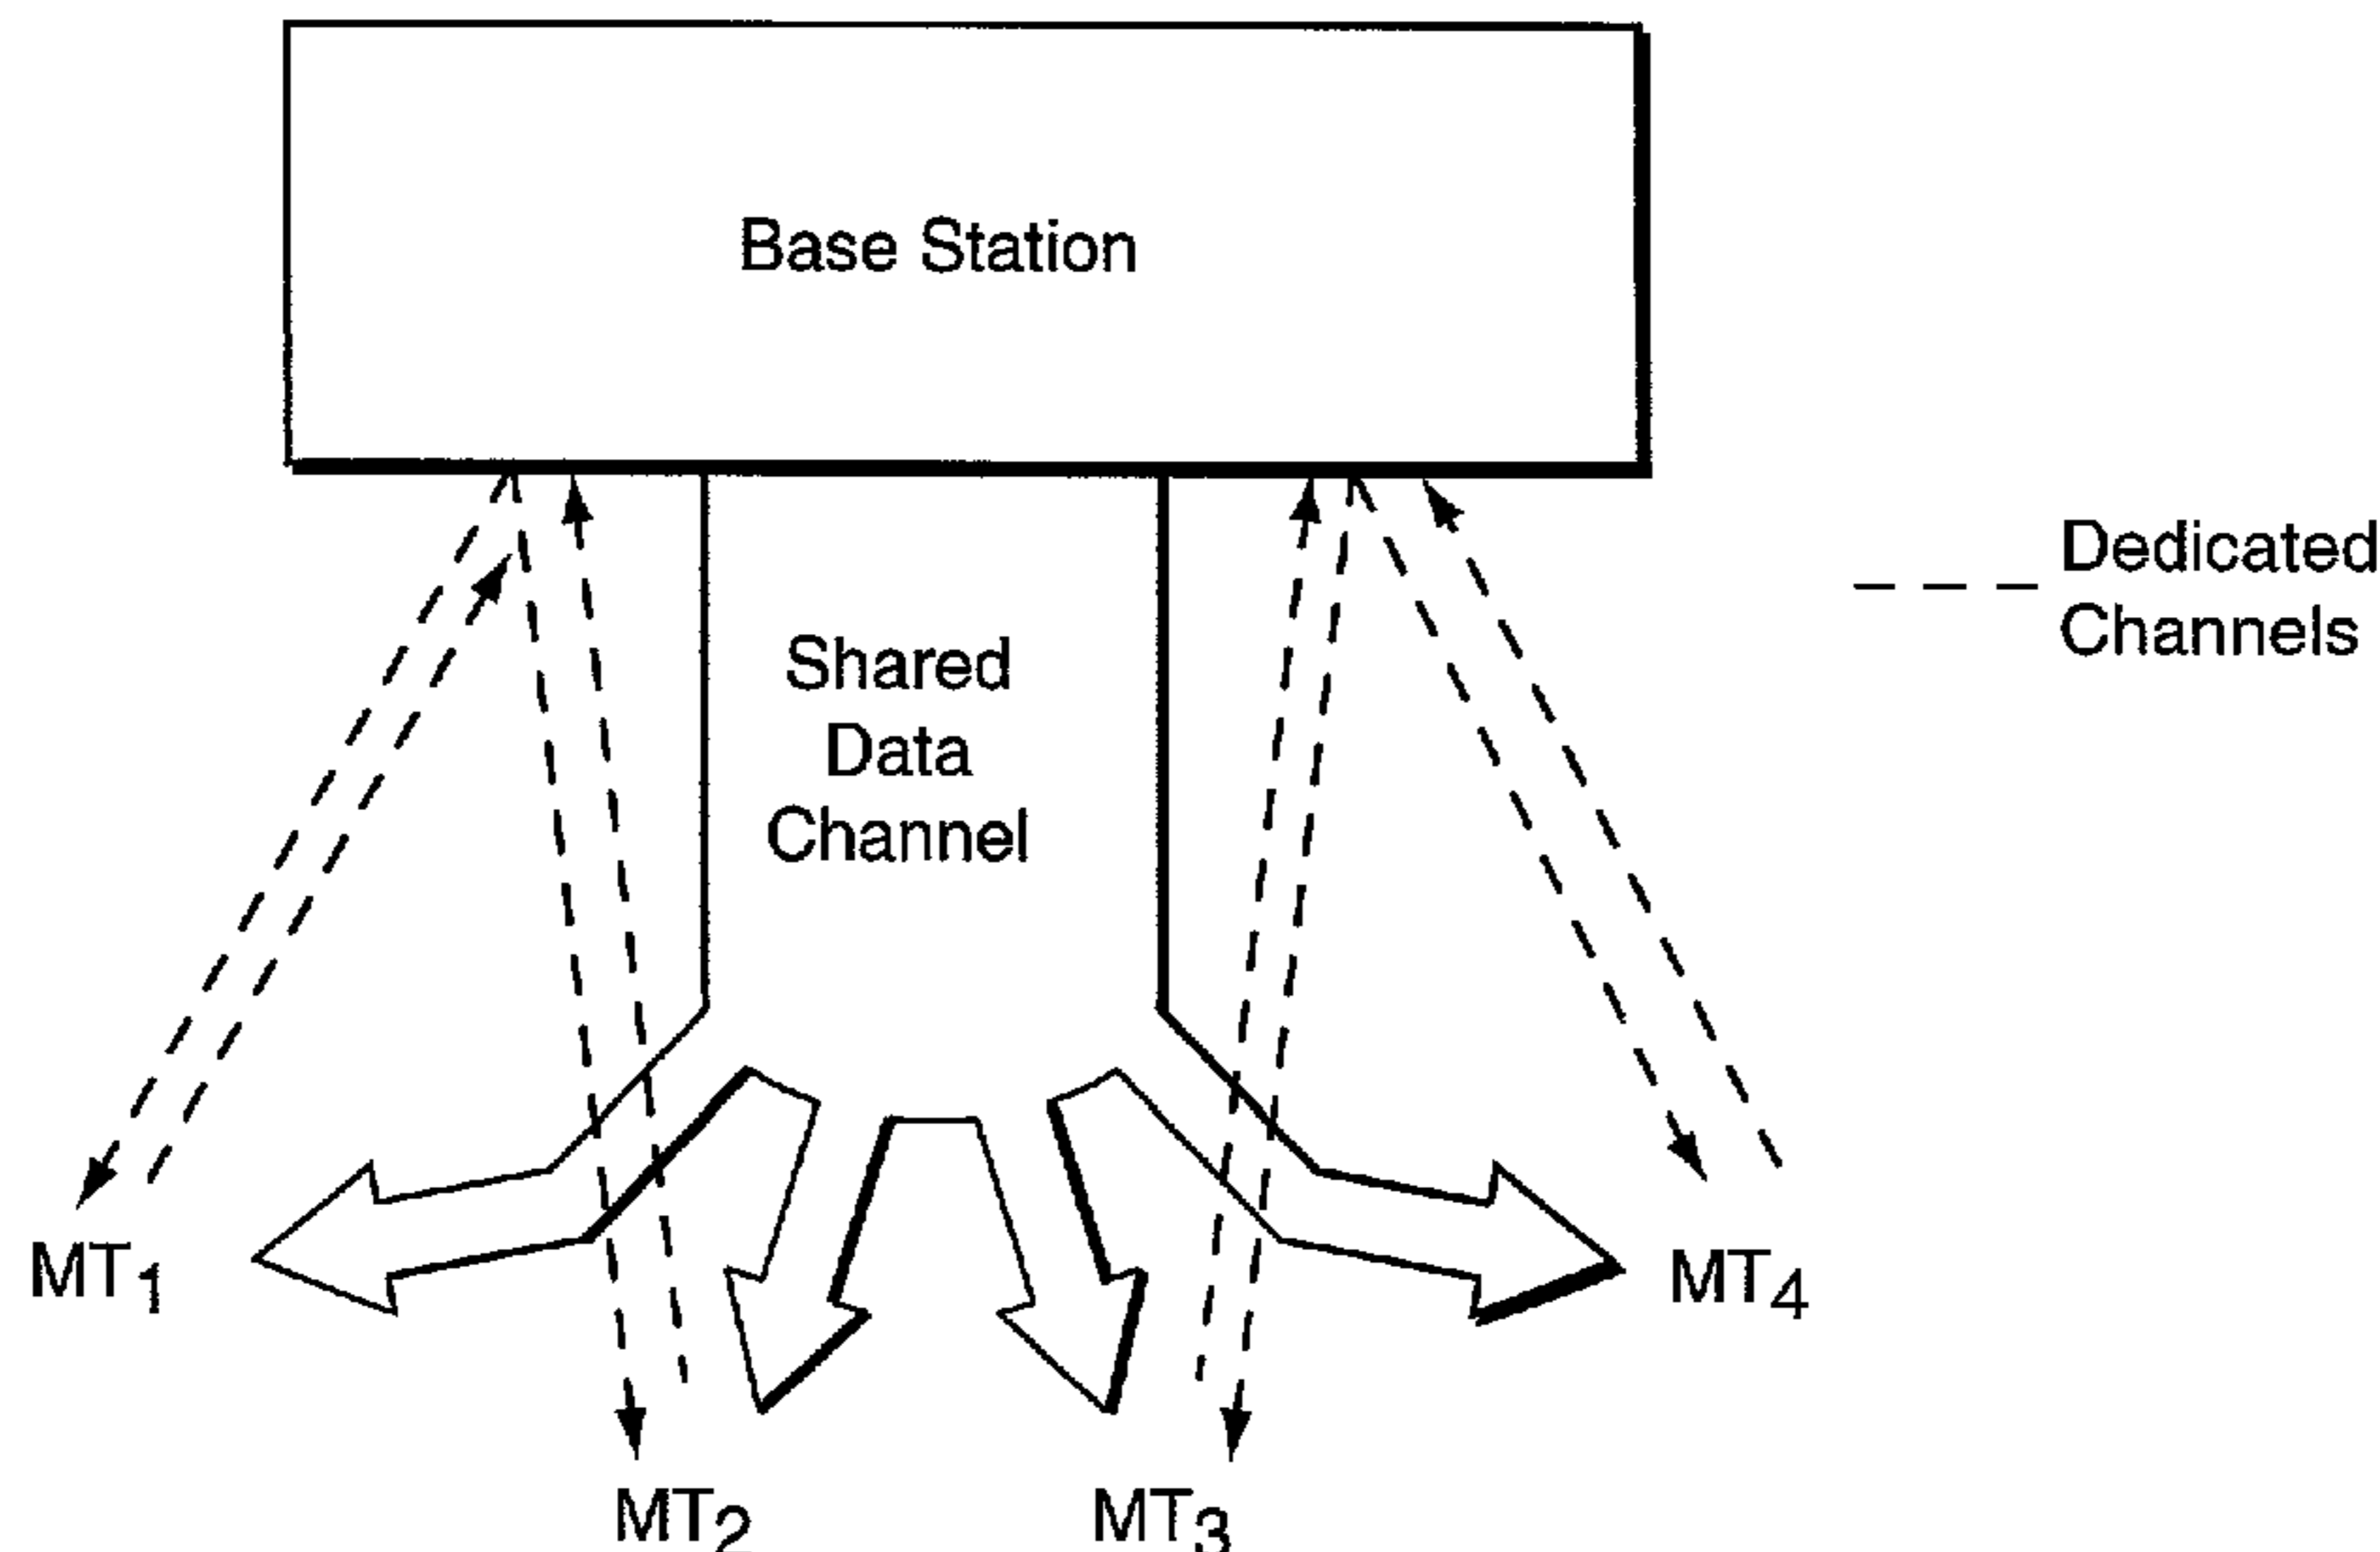 Base Station
Shared
Data
Channel
Dedicated
Channels
MT1
MT4
MT2
MT3